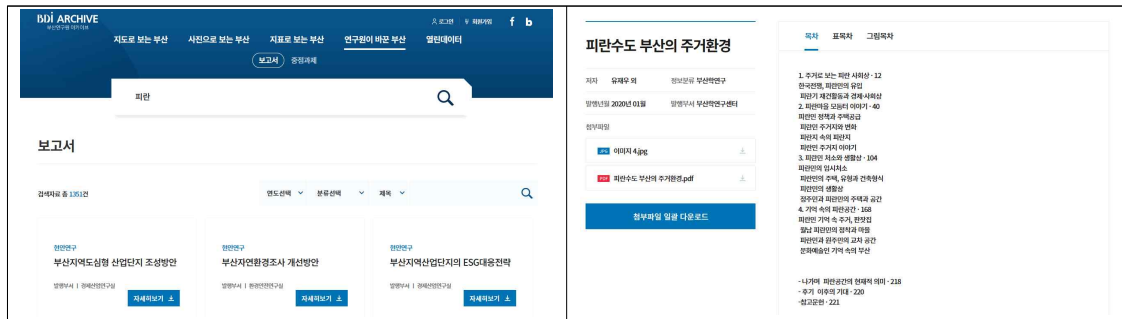 BSDI ARCHIVE
부산연구원 아카이브
로그인 회원가입 f b
지도로 보는 부산 사진으로 보는 부산 지표로 보는 부산 연구원이 바꾼 부산 열린데이터
보고서 중점과제
피란
보고서
검색자료 총 1351건
연도선택 분류선택 제목
현안연구
부산지역도심형 산업단지 조성방안
발행부서 | 경제산업연구실
자세히보기
현안연구
부산자연환경조사 개선방안
발행부서 | 환경안전연구실
자세히보기
현안연구
부산지역산업단지의 ESG대응전략
발행부서 | 경제산업연구실
자세히보기
피란수도 부산의 주거환경
저자 유재우 외 정보분류 부산학연구
발행년월 2020년 01월 발행부서 부산학연구센터
첨부파일
JPG 이미지 4.jpg
PDF 피란수도 부산의 주거환경.pdf
첨부파일 일괄 다운로드
목차 표목차 그림목차
1. 주거로 보는 피란 사회상 · 12
한국전쟁, 피란민의 유입
피란기 재건활동과 경제·사회상
2. 피란마을 모둠터 이야기 · 40
피란민 정책과 주택공급
피란민 주거지와 변화
피란지 속의 피란지
피란민 주거지 이야기
3. 피란민 처소와 생활상 · 104
피란민의 임시처소
피란민의 주택, 유형과 건축형식
피란민의 생활상
정주민과 피란민의 주택과 공간
4. 기억 속의 피란공간 · 168
피란민 기억 속 주거, 판잣집
월남 피란민의 정착과 마을
피란민과 원주민의 교차 공간
문화예술인 기억 속의 부산
- 나가며 피란공간의 현재적 의미 · 218
- 후기 이후의 기대 · 220
-참고문헌 · 221